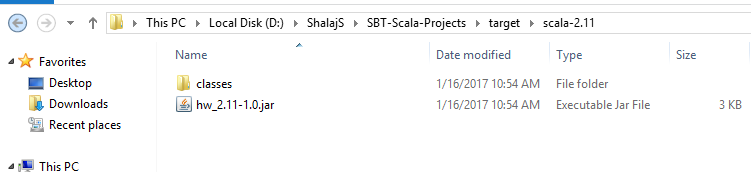 This PC Local Disk (D:) ShalajS SBT-Scala-Projects target scala-2.11
Favorites
Desktop
Downloads
Recent places
This PC
Name Date modified Type Size
classes 1/16/2017 10:54 AM File folder
hw_2.11-1.0.jar 1/16/2017 10:54 AM Executable Jar File 3 KB